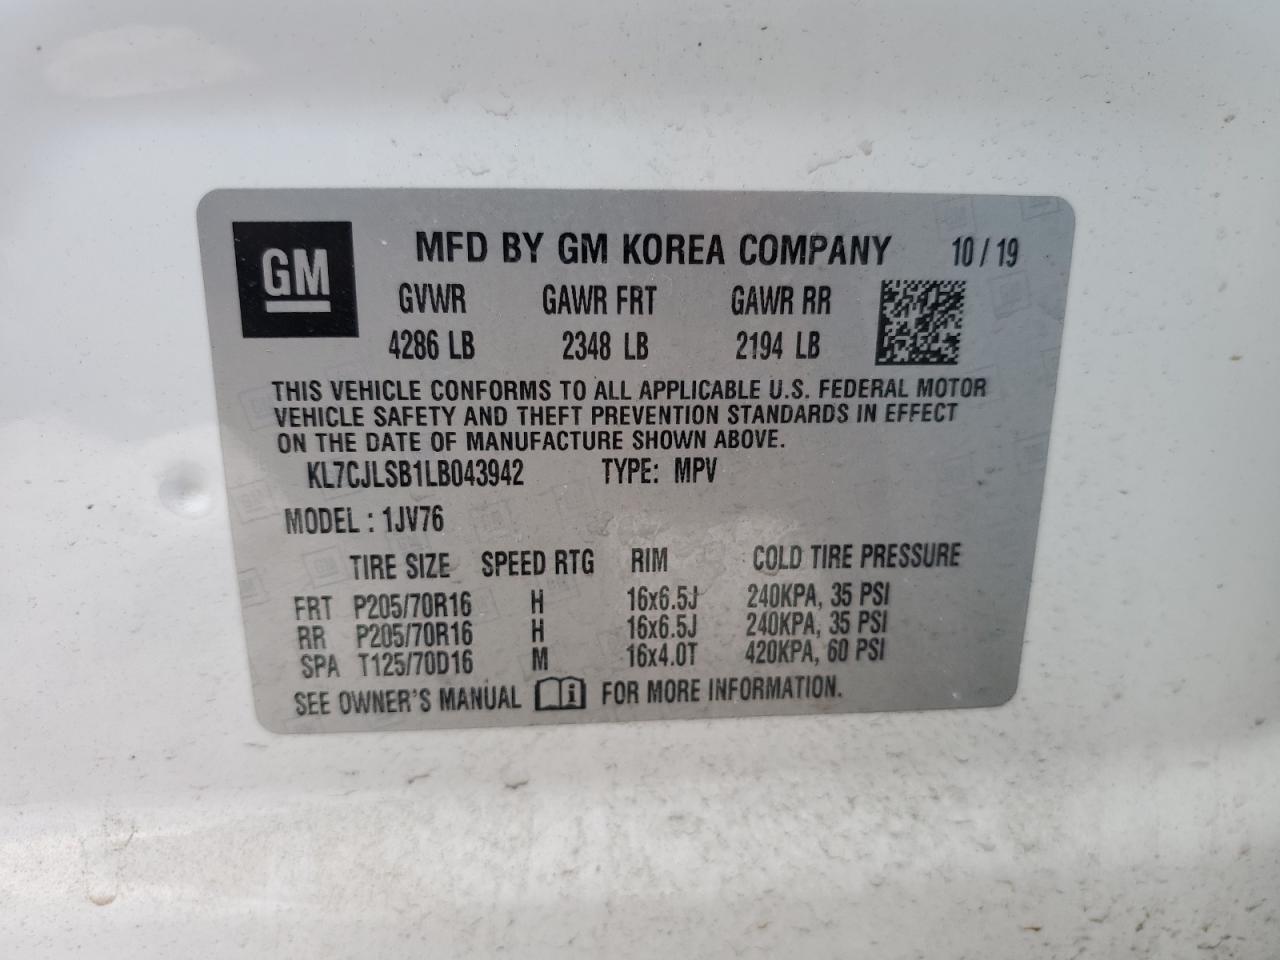 GM
MFD BY GM KOREA COMPANY 10 / 19
GVWR GAWR FRT GAWR RR
4286 LB 2348 LB 2194 LB
THIS VEHICLE CONFORMS TO ALL APPLICABLE U.S. FEDERAL MOTOR
VEHICLE SAFETY AND THEFT PREVENTION STANDARDS IN EFFECT
ON THE DATE OF MANUFACTURE SHOWN ABOVE.
KL7CJLSB1LB043942 TYPE: MPV
MODEL : 1JV76
TIRE SIZE SPEED RTG RIM COLD TIRE PRESSURE
FRT P205/70R16 H 16x6.5J 240KPA, 35 PSI
RR P205/70R16 H 16x6.5J 240KPA, 35 PSI
SPA T125/70D16 M 16x4.0T 420KPA, 60 PSI
SEE OWNER'S MANUAL i FOR MORE INFORMATION.